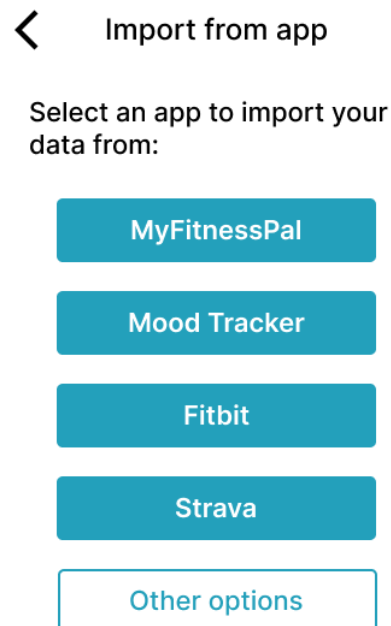 Import from app
Select an app to import your
data from:
MyFitnessPal
Mood Tracker
Fitbit
Strava
Other options